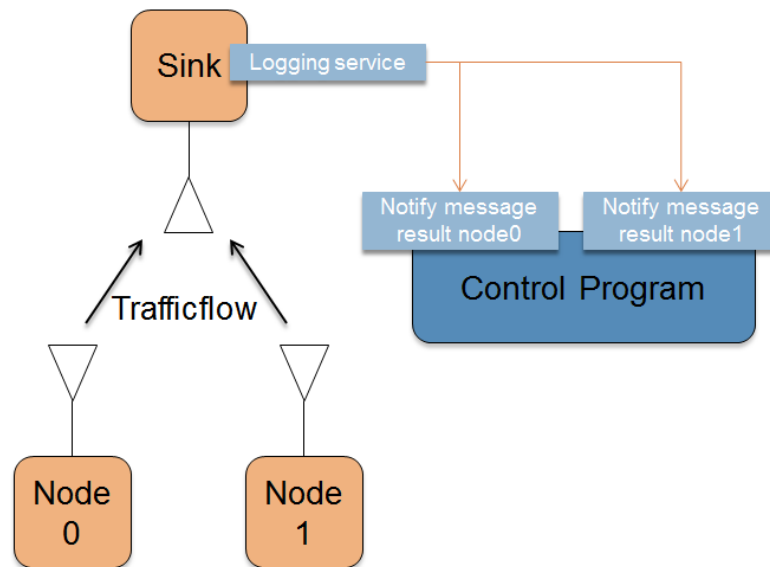 Sink
Logging service
Notify message
result node0
Notify message
result node1
Control Program
Trafficflow
Node
0
Node
1